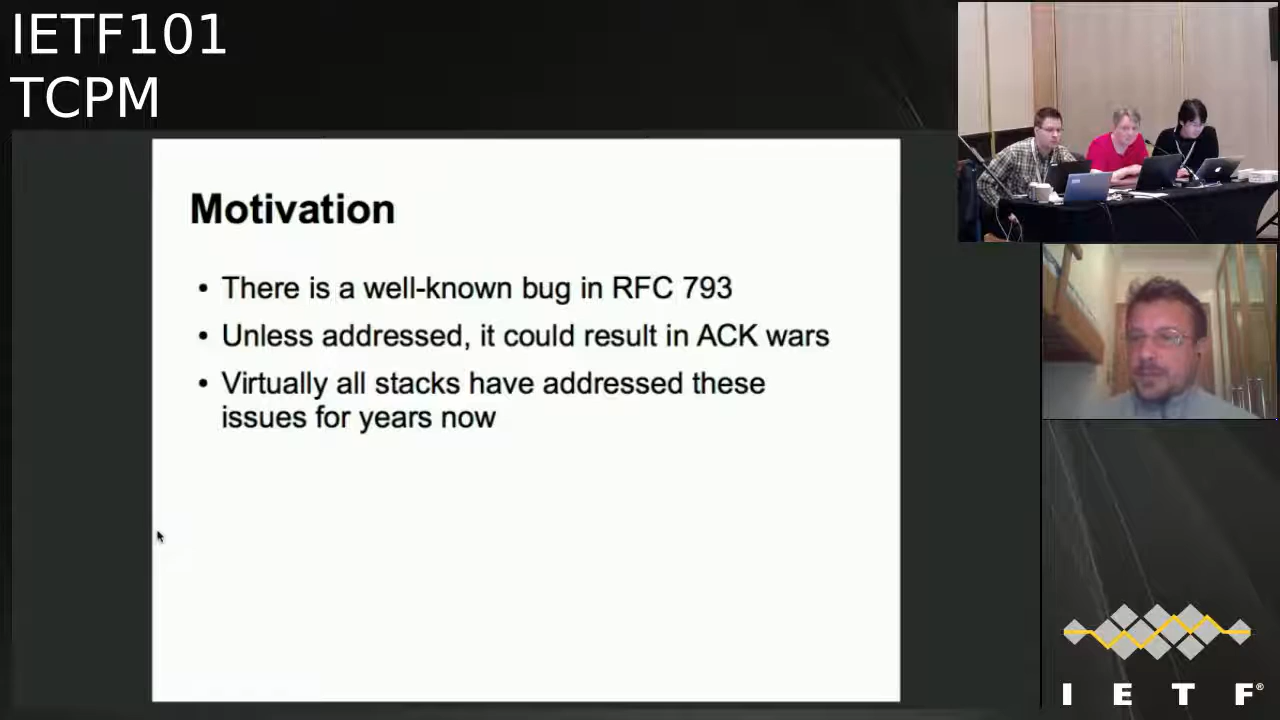 IETF101
TCPM
Motivation
• There is a well-known bug in RFC 793
• Unless addressed, it could result in ACK wars
• Virtually all stacks have addressed these
issues for years now
I E T F®